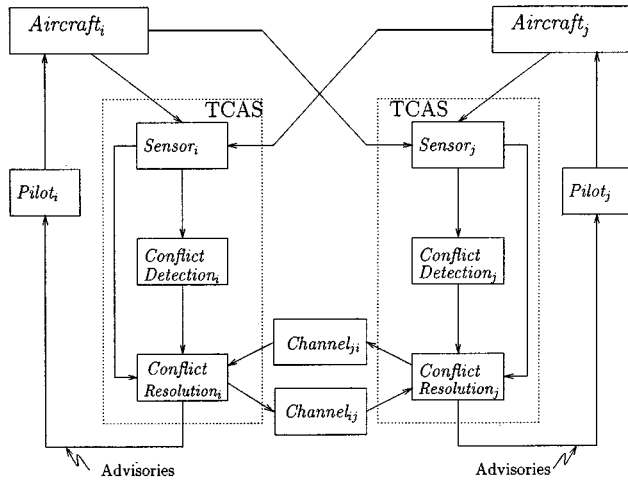 Aircraft_i
Aircraft_j
TCAS
TCAS
Sensor_i
Sensor_j
Pilot_i
Pilot_j
Conflict
Detection_i
Conflict
Detection_j
Channel_ji
Conflict
Resolution_i
Conflict
Resolution_j
Channel_ij
Advisories
Advisories